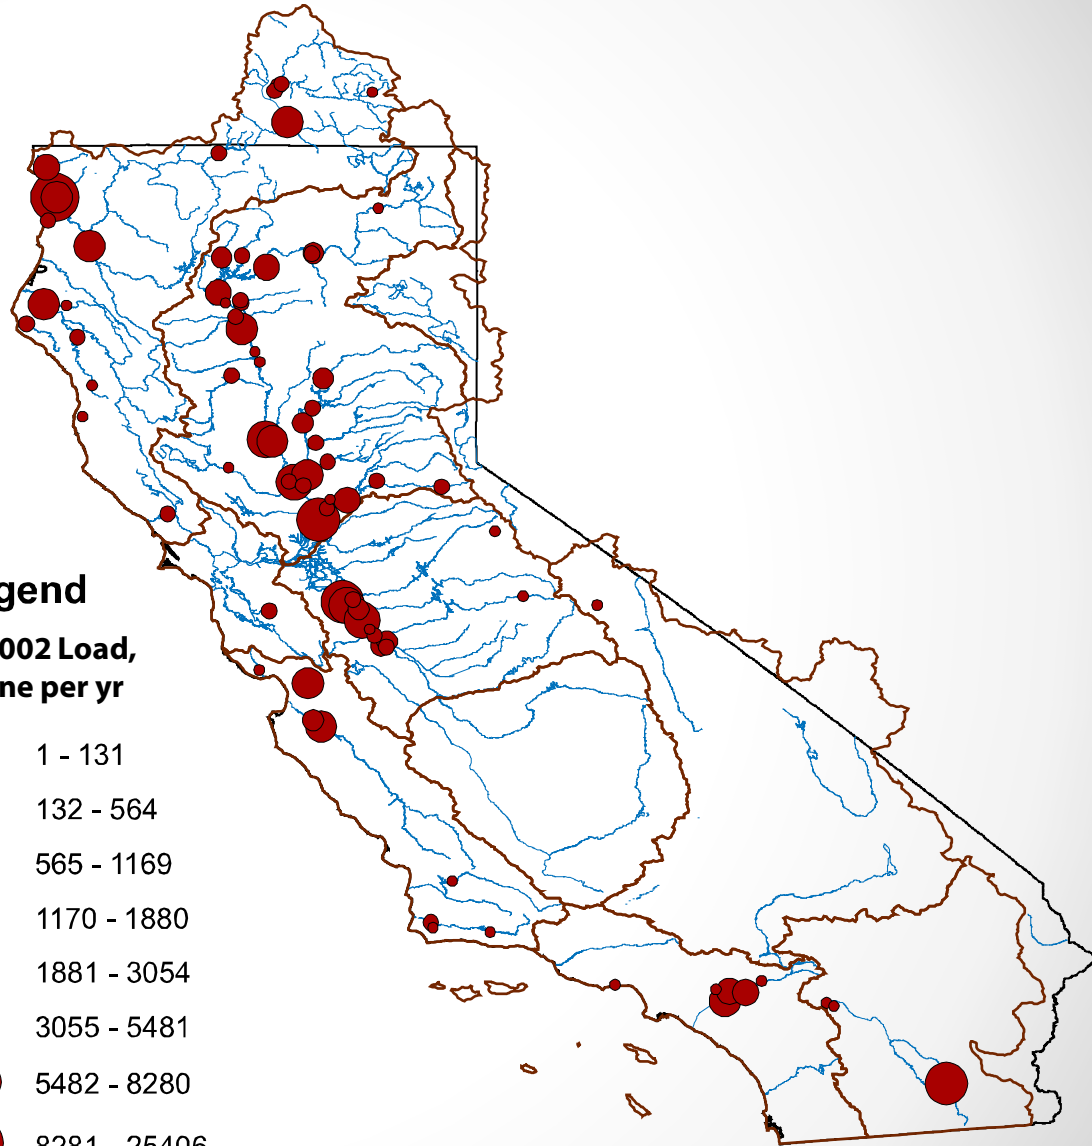 gend
002 Load,
ne per yr
1 - 131
132 - 564
565 - 1169
1170 - 1880
1881 - 3054
3055 - 5481
5482 - 8280
8281 - 25406